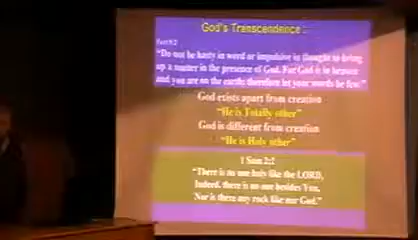 God's Transcendence :
"Do not be hasty in word or impulsive in thought to bring
up a matter in the presence of God. For God is in heaven
and you are on the earth; therefore let your words be few."
God exists apart from creation
"He is Totally other"
God is different from creation
"He is Holy other"
1 Sam 2:2
"There is no one holy like the LORD,
Indeed, there is no one besides You,
Nor is there any rock like our God."